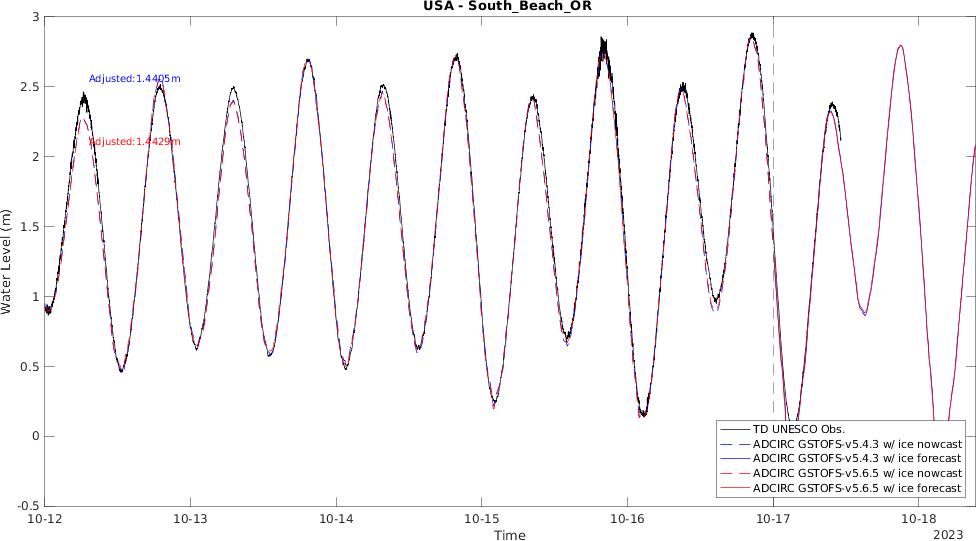 USA - South_Beach_OR
Water Level (m)
3
2.5
2
1.5
1
0.5
0
-0.5
Adjusted:1.4405m
Adjusted:1.4429m
TD UNESCO Obs.
ADCIRC GSTOFS-v5.4.3 w/ ice nowcast
ADCIRC GSTOFS-v5.4.3 w/ ice forecast
ADCIRC GSTOFS-v5.6.5 w/ ice nowcast
ADCIRC GSTOFS-v5.6.5 w/ ice forecast
10-12 10-13 10-14 10-15 10-16 10-17 10-18
Time
2023